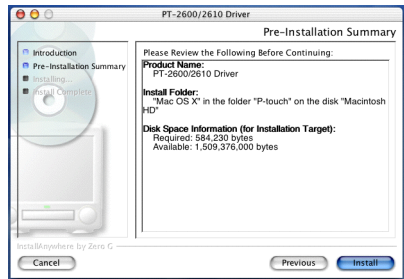 PT-2600/2610 Driver
Pre-Installation Summary
Introduction
Pre-Installation Summary
Installing...
Install Complete
Please Review the Following Before Continuing:
Product Name:
PT-2600/2610 Driver
Install Folder:
"Mac OS X" in the folder "P-touch" on the disk "Macintosh
HD"
Disk Space Information (for Installation Target):
Required: 584,230 bytes
Available: 1,509,376,000 bytes
InstallAnywhere by Zero G
Cancel
Previous
Install